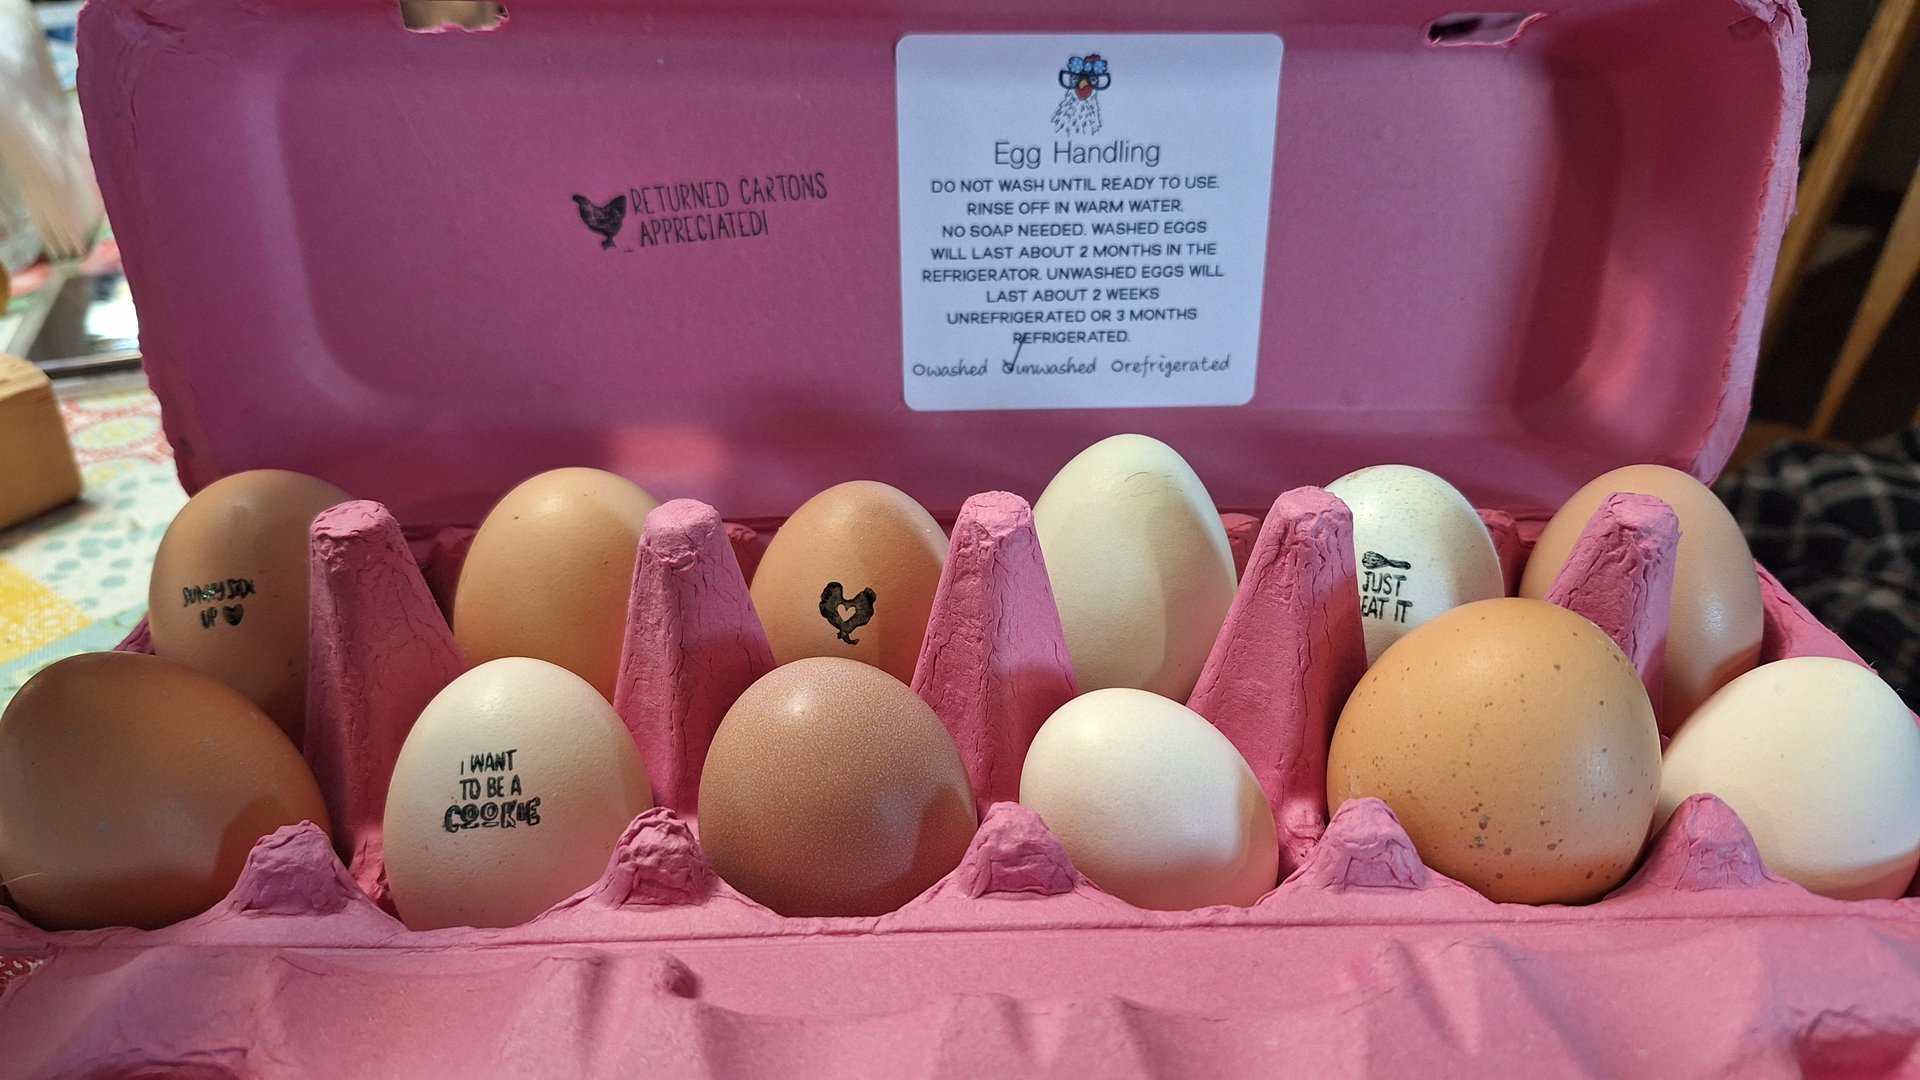 RETURNED CARTONS
APPRECIATED!
Egg Handling
DO NOT WASH UNTIL READY TO USE.
RINSE OFF IN WARM WATER.
NO SOAP NEEDED. WASHED EGGS
WILL LAST ABOUT 2 MONTHS IN THE
REFRIGERATOR. UNWASHED EGGS WILL
LAST ABOUT 2 WEEKS
UNREFRIGERATED OR 3 MONTHS
REFRIGERATED.
washed unwashed refrigerated
SUNNY SIDE
UP
JUST
EAT IT
I WANT
TO BE A
COOKIE